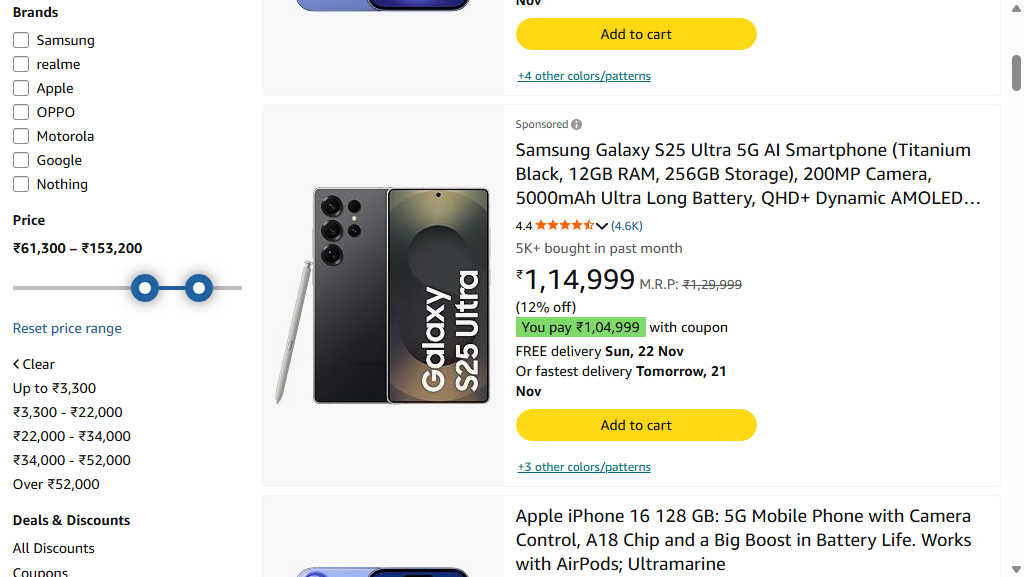 Brands
Samsung
realme
Apple
OPPO
Motorola
Google
Nothing
Price
₹61,300 – ₹153,200
Reset price range
Clear
Up to ₹3,300
₹3,300 - ₹22,000
₹22,000 - ₹34,000
₹34,000 - ₹52,000
Over ₹52,000
Deals & Discounts
All Discounts
Coupons
Nov
Add to cart
+4 other colors/patterns
Sponsored
Samsung Galaxy S25 Ultra 5G AI Smartphone (Titanium
Black, 12GB RAM, 256GB Storage), 200MP Camera,
5000mAh Ultra Long Battery, QHD+ Dynamic AMOLED…
4.4 (4.6K)
5K+ bought in past month
₹1,14,999 M.R.P: ₹1,29,999
(12% off)
You pay ₹1,04,999 with coupon
FREE delivery Sun, 22 Nov
Or fastest delivery Tomorrow, 21
Nov
Add to cart
+3 other colors/patterns
Galaxy
S25 Ultra
Apple iPhone 16 128 GB: 5G Mobile Phone with Camera
Control, A18 Chip and a Big Boost in Battery Life. Works
with AirPods; Ultramarine